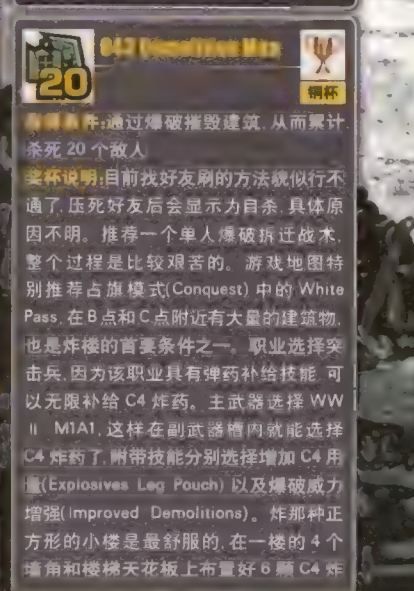 20
043 Demolition Man
铜杯
获得条件:通过爆破摧毁建筑,从而累计
杀死 20 个敌人
奖杯说明:目前找好友刷的方法貌似行不
通了,压死好友后会显示为自杀,具体原
因不明。推荐一个单人爆破拆迁战术,
整个过程是比较艰苦的。游戏地图特
别推荐占旗模式(Conquest) 中的 White
Pass,在 B 点和 C 点附近有大量的建筑物,
也是炸楼的首要条件之一。职业选择突
击兵,因为该职业具有弹药补给技能,可
以无限补给 C4 炸药。主武器选择 WW
II M1A1,这样在副武器槽内就能选择
C4 炸药了,附带技能分别选择增加 C4 用
量(Explosives Leg Pouch) 以及爆破威力
增强(Improved Demolitions)。炸那种正
方形的小楼是最舒服的,在一楼的 4 个
墙角和楼梯天花板上布置好 6 颗 C4 炸